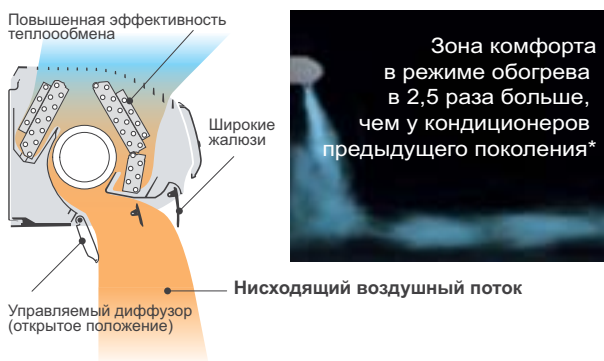 Повышенная эффективность
теплоообмена
Широкие
жалюзи
Управляемый диффузор
(открытое положение)
Нисходящий воздушный поток
Зона комфорта
в режиме обогрева
в 2,5 раза больше,
чем у кондиционеров
предыдущего поколения*